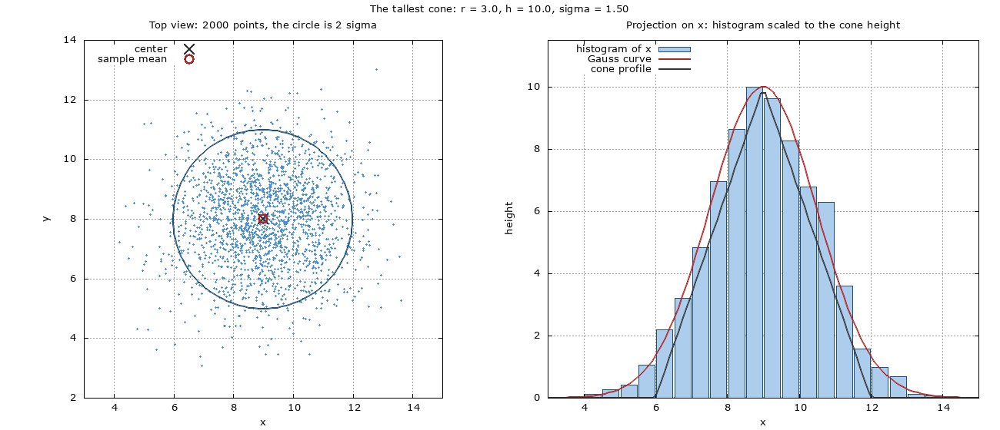 The tallest cone: r = 3.0, h = 10.0, sigma = 1.50
Top view: 2000 points, the circle is 2 sigma
center
sample mean
14
12
10
8
6
4
2
y
4 6 8 10 12 14
x
Projection on x: histogram scaled to the cone height
histogram of x
Gauss curve
cone profile
10
8
6
4
2
0
height
4 6 8 10 12 14
x